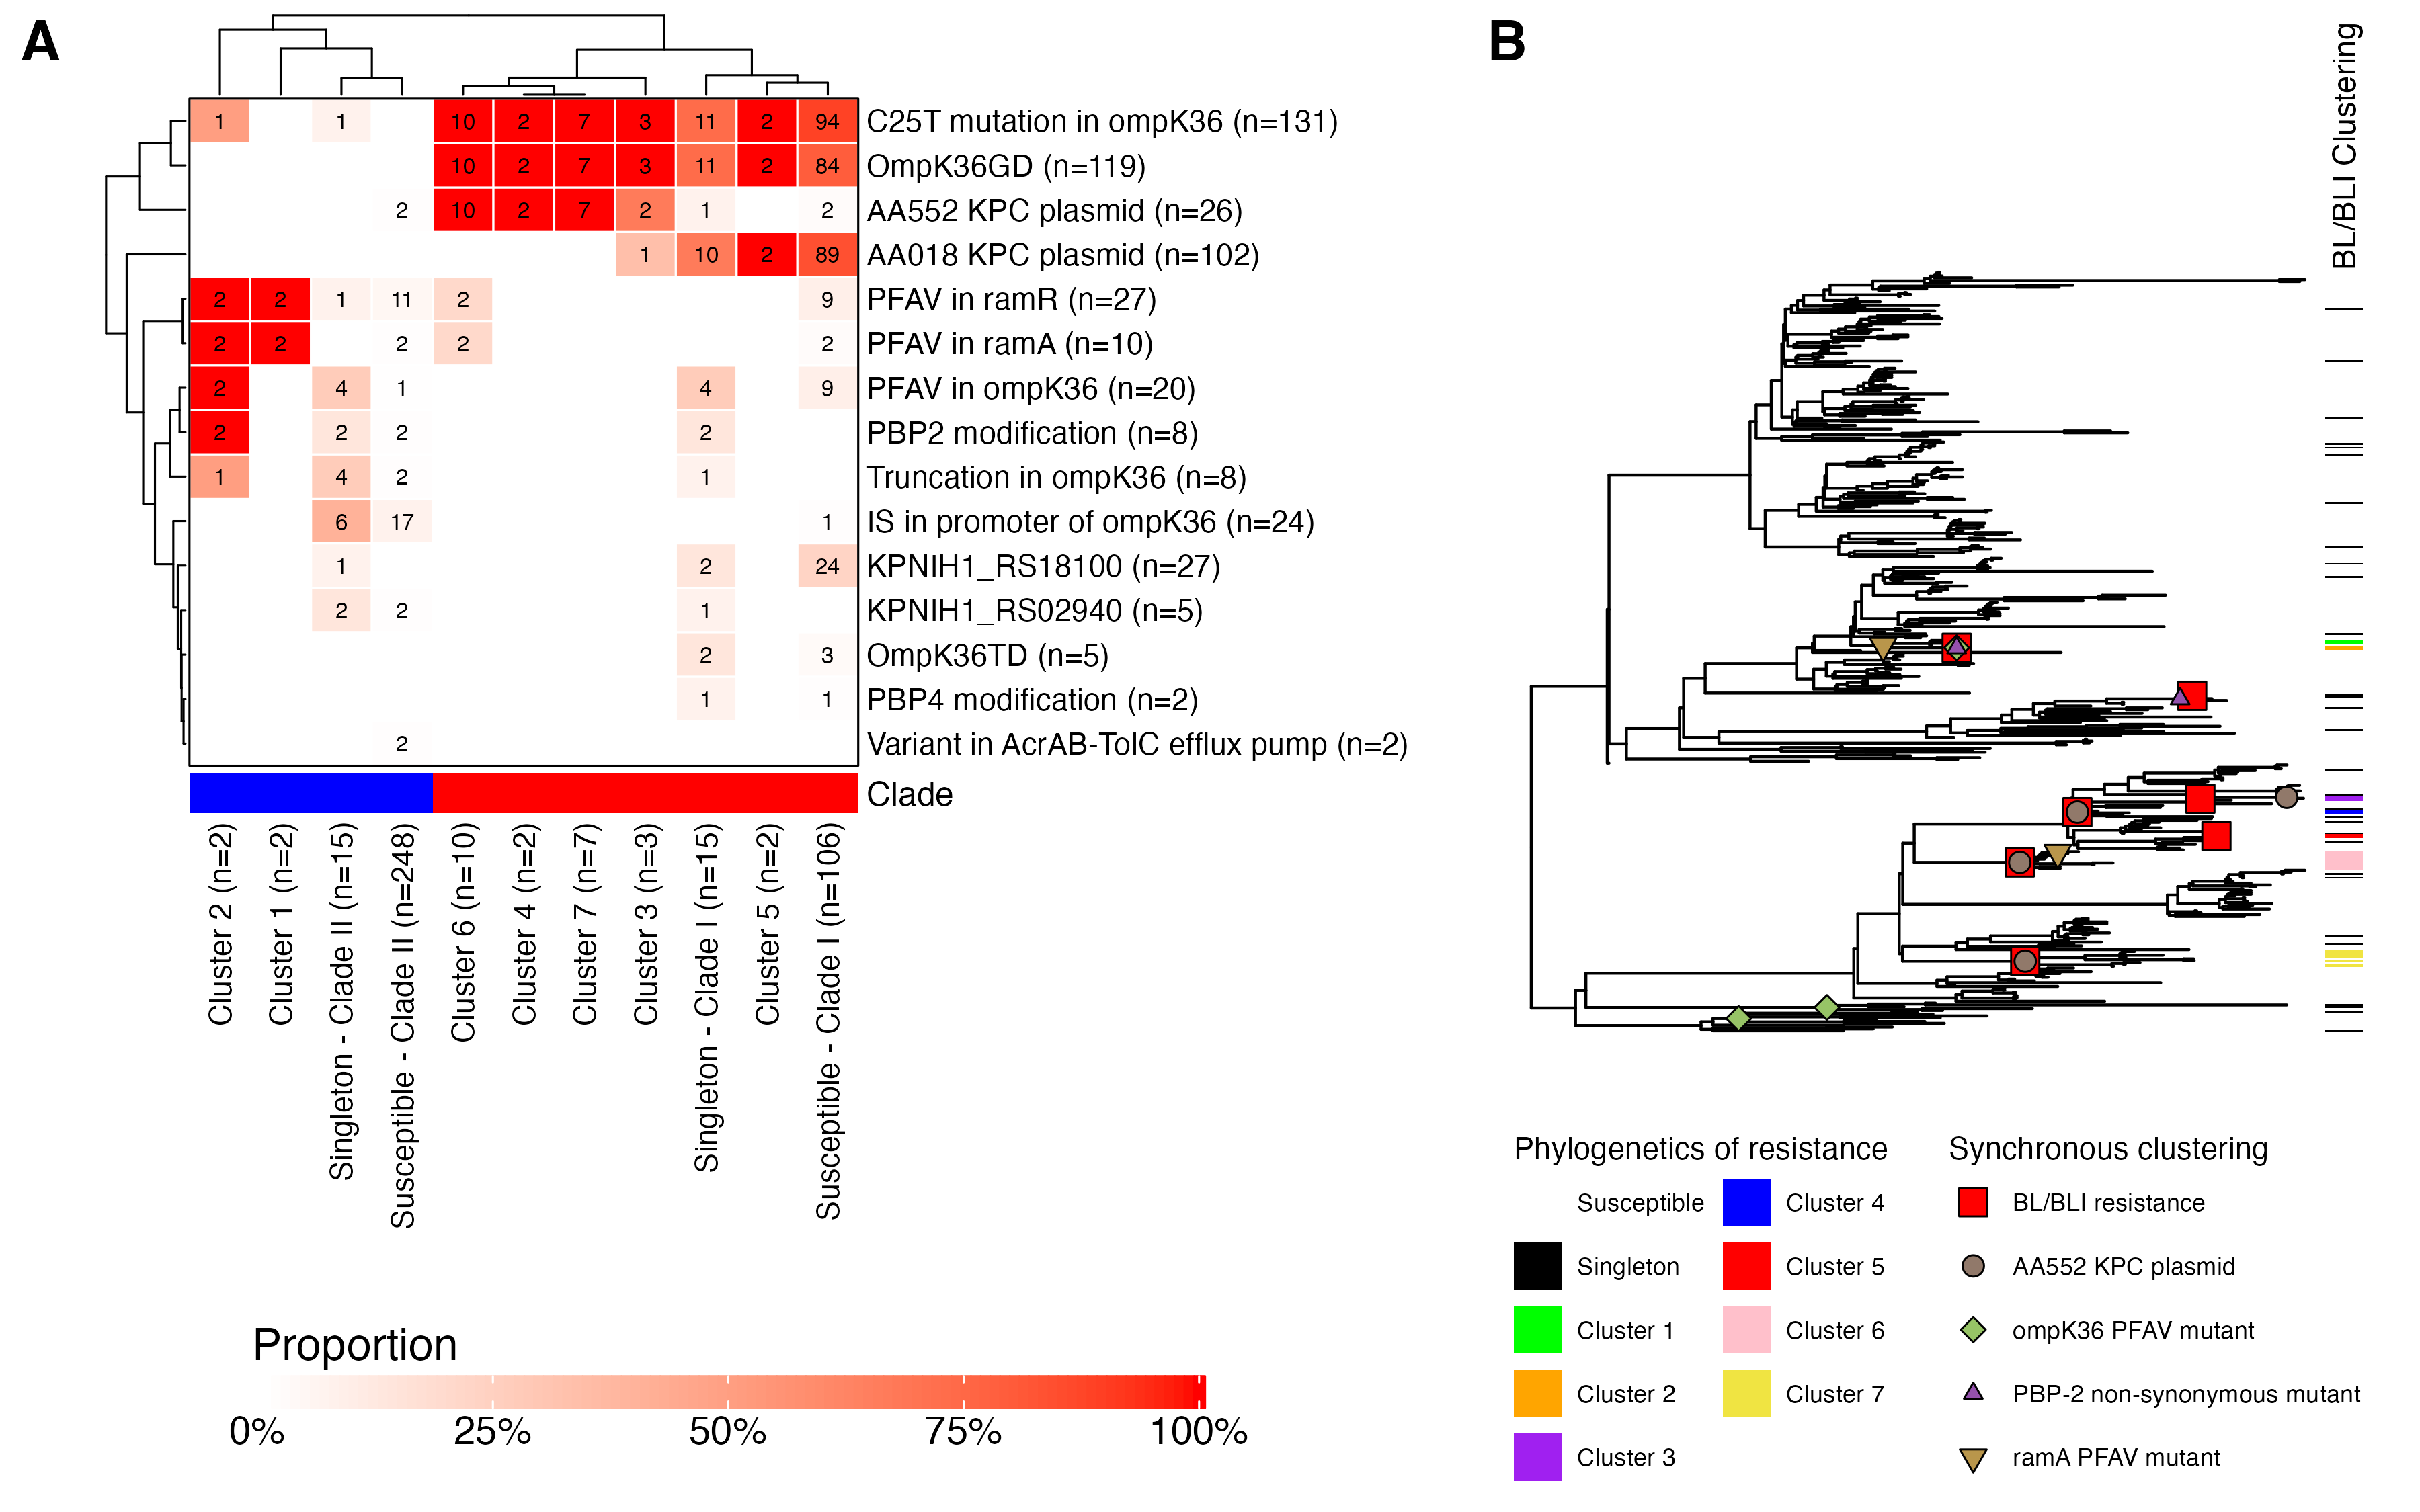 A
1 1 10 2 7 3 11 2 94 C25T mutation in ompK36 (n=131)
10 2 7 3 11 2 84 OmpK36GD (n=119)
2 10 2 7 2 1 2 AA552 KPC plasmid (n=26)
1 10 2 89 AA018 KPC plasmid (n=102)
2 2 1 11 2 9 PFAV in ramR (n=27)
2 2 2 2 2 PFAV in ramA (n=10)
2 4 1 4 9 PFAV in ompK36 (n=20)
2 2 2 2 PBP2 modification (n=8)
1 4 2 1 Truncation in ompK36 (n=8)
6 17 1 IS in promoter of ompK36 (n=24)
1 2 24 KPNIH1_RS18100 (n=27)
2 2 1 KPNIH1_RS02940 (n=5)
2 3 OmpK36TD (n=5)
1 1 PBP4 modification (n=2)
2 Variant in AcrAB-TolC efflux pump (n=2)
Clade
Cluster 2 (n=2)
Cluster 1 (n=2)
Singleton - Clade II (n=15)
Susceptible - Clade II (n=248)
Cluster 6 (n=10)
Cluster 4 (n=2)
Cluster 7 (n=7)
Cluster 3 (n=3)
Singleton - Clade I (n=15)
Cluster 5 (n=2)
Susceptible - Clade I (n=106)
Proportion
0% 25% 50% 75% 100%
B
BL/BLI Clustering
Phylogenetics of resistance
Susceptible
Singleton
Cluster 1
Cluster 2
Cluster 3
Cluster 4
Cluster 5
Cluster 6
Cluster 7
Synchronous clustering
BL/BLI resistance
AA552 KPC plasmid
ompK36 PFAV mutant
PBP-2 non-synonymous mutant
ramA PFAV mutant